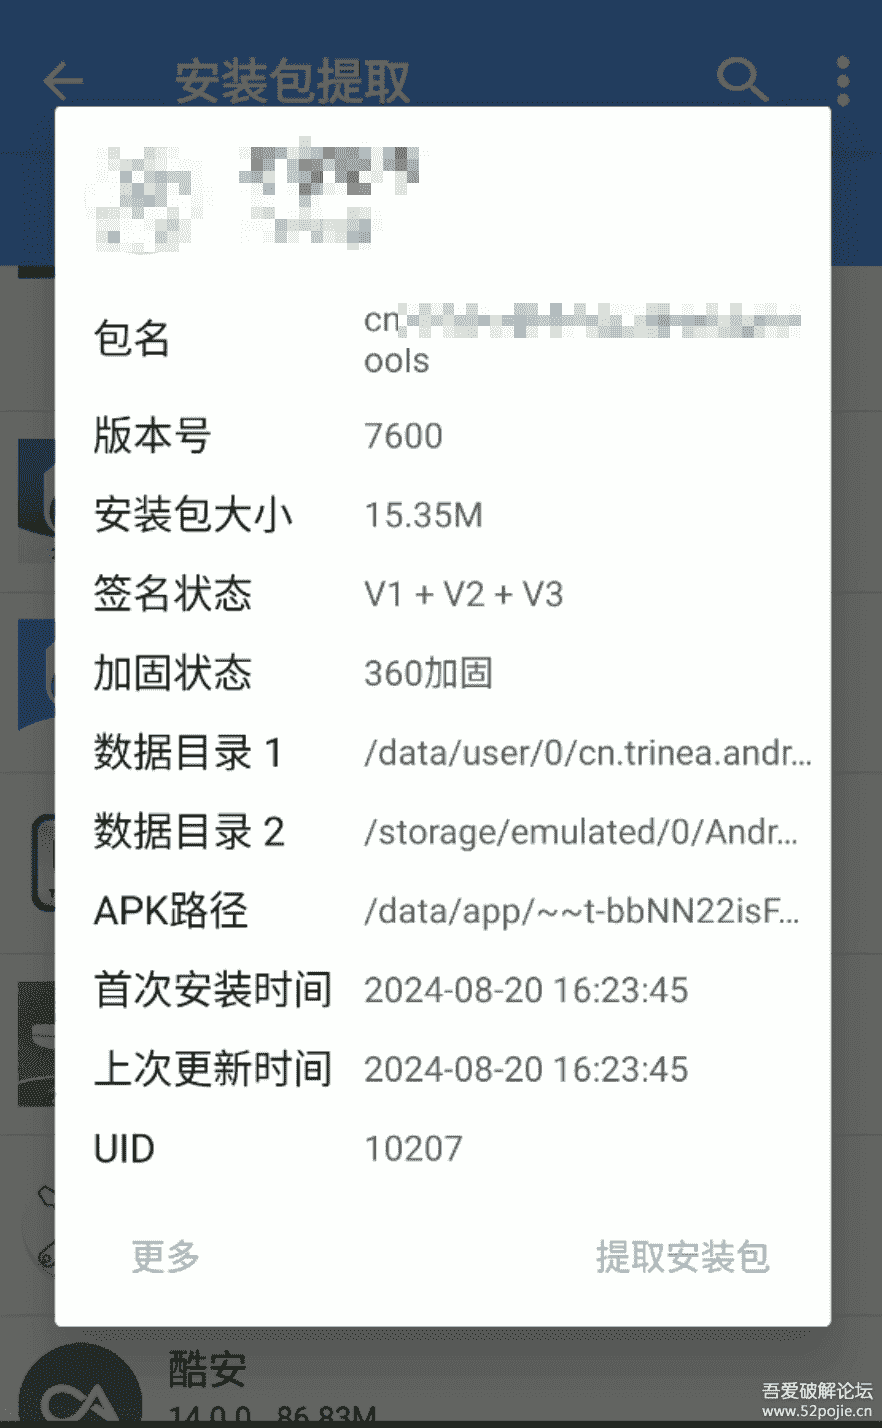 安装包提取
包名
cn
ools
版本号 7600
安装包大小 15.35M
签名状态 V1 + V2 + V3
加固状态 360加固
数据目录 1 /data/user/0/cn.trinea.andr...
数据目录 2 /storage/emulated/0/Andr...
APK路径 /data/app/~~t-bbNN22isF...
首次安装时间 2024-08-20 16:23:45
上次更新时间 2024-08-20 16:23:45
UID 10207
更多 提取安装包
酷安
14.0.0 86.83M
吾爱破解论坛
www.52pojie.cn